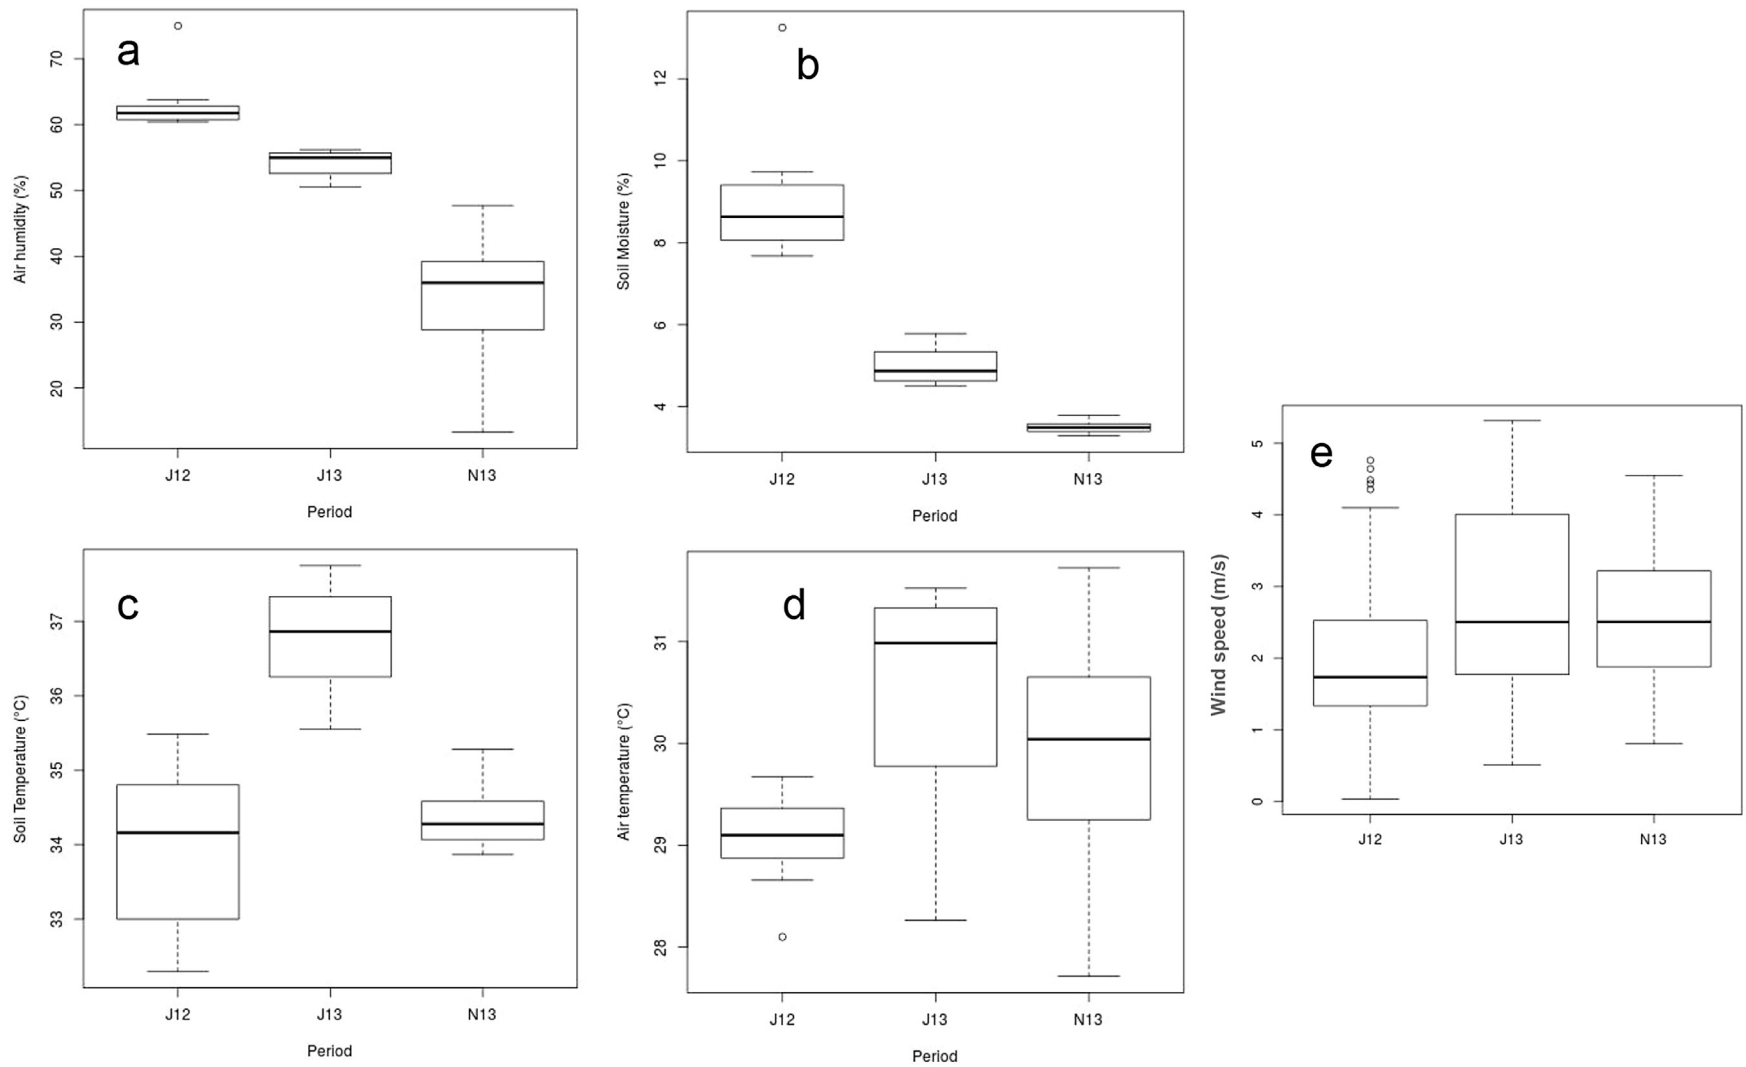 a
Air humidity (%)
70
60
50
40
30
20
J12 J13 N13
Period
b
Soil Moisture (%)
12
10
8
6
4
J12 J13 N13
Period
c
Soil Temperature (°C)
37
36
35
34
33
J12 J13 N13
Period
d
Air temperature (°C)
31
30
29
28
J12 J13 N13
Period
e
Wind speed (m/s)
5
4
3
2
1
0
J12 J13 N13